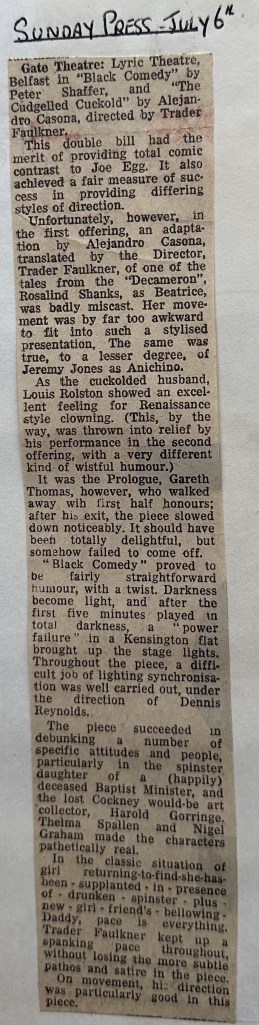 SUNDAY PRESS - JULY 6th.
Gate Theatre: Lyric Theatre,
Belfast in "Black Comedy" by
Peter Shaffer, and "The
Cudgelled Cuckold" by Alejan-
dro Casona, directed by Trader
Faulkner.
This double bill had the
merit of providing total comic
contrast to Joe Egg. It also
achieved a fair measure of suc-
cess in providing differing
styles of direction.
Unfortunately, however, in
the first offering, an adapta-
tion by Alejandro Casona,
translated by the Director,
Trader Faulkner, of one of the
tales from the "Decameron",
Rosalind Shanks, as Beatrice,
was badly miscast. Her move-
ment was by far too awkward
to fit into such a stylised
presentation. The same was
true, to a lesser degree, of
Jeremy Jones as Anichino.
As the cuckolded husband,
Louis Rolston showed an excel-
lent feeling for Renaissance
style clowning. (This, by the
way, was thrown into relief by
his performance in the second
offering, with a very different
kind of wistful humour.)
It was the Prologue, Gareth
Thomas, however, who walked
away wih first half honours;
after his exit, the piece slowed
down noticeably. It should have
been totally delightful, but
somehow failed to come off.
"Black Comedy" proved to
be fairly straightforward
humour, with a twist. Darkness
become light, and after the
first five minutes played in
total darkness, a "power
failure" in a Kensington flat
brought up the stage lights.
Throughout the piece, a diffi-
cult job of lighting synchronisa-
tion was well carried out, under
the direction of Dennis
Reynolds.
The piece succeeded in
debunking a number of
specific attitudes and people,
particularly in the spinster
daughter of a (happily)
deceased Baptist Minister, and
the lost Cockney would-be art
collector, Harold Gorringe.
Thelma Spallen and Nigel
Graham made the characters
pathetically real.
In the classic situation of
girl returning-to-find-she-has-
been - supplanted - in - presence
of - drunken - spinster - plus -
new - girl - friend's - bellowing -
Daddy, pace is everything.
Trader Faulkner kept up a
spanking pace throughout,
without losing the more subtle
pathos and satire in the piece.
On movement, his direction
was particularly good in this
piece.